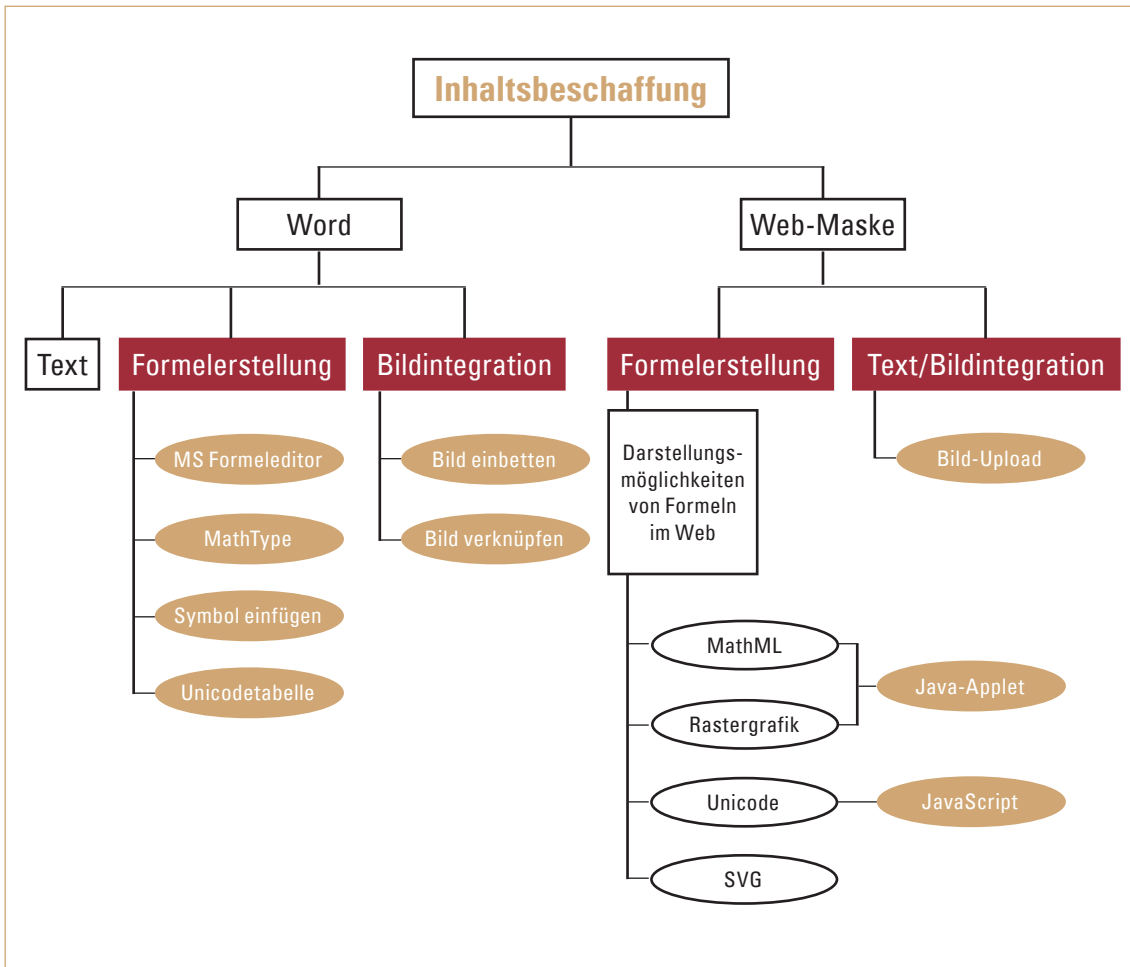 Inhaltsbeschaffung
Word
Web-Maske
Text
Formelerstellung
Bildintegration
Formelerstellung
Text/Bildintegration
MS Formeleditor
MathType
Symbol einfügen
Unicodetabelle
Bild einbetten
Bild verknüpfen
Darstellungs-
möglichkeiten
von Formeln
im Web
MathML
Rastergrafik
Unicode
SVG
Java-Applet
JavaScript
Bild-Upload